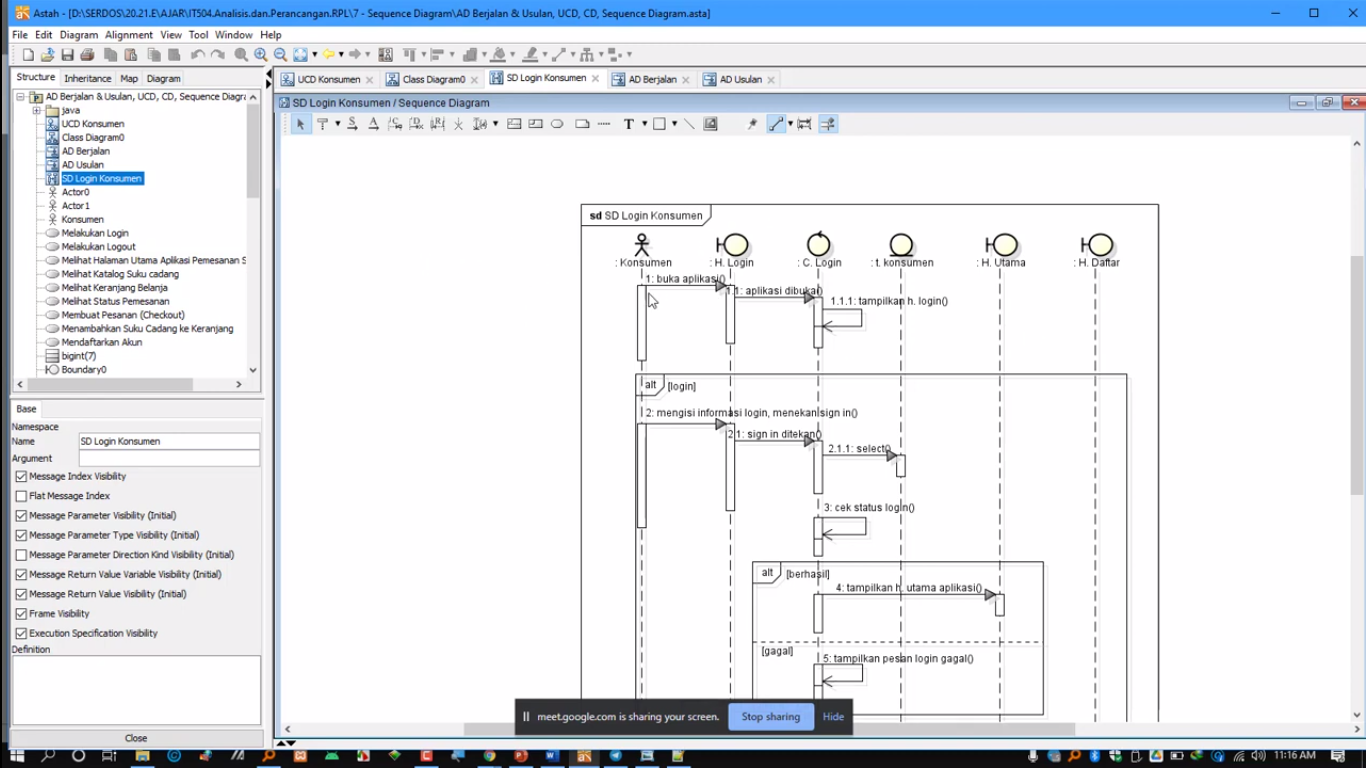 Astah - [D:\SERDOS\20.21.E\AJAR\IT504.Analisis.dan.Perancangan.RPL\7 - Sequence Diagram\AD Berjalan & Usulan, UCD, CD, Sequence Diagram.asta]
File Edit Diagram Alignment View Tool Window Help
Structure Inheritance Map Diagram
UCD Konsumen Class Diagram0 SD Login Konsumen AD Berjalan AD Usulan
SD Login Konsumen / Sequence Diagram
AD Berjalan & Usulan, UCD, CD, Sequence Diagra
java
UCD Konsumen
Class Diagram0
AD Berjalan
AD Usulan
SD Login Konsumen
Actor0
Actor1
Konsumen
Melakukan Login
Melakukan Logout
Melihat Halaman Utama Aplikasi Pemesanan S
Melihat Katalog Suku cadang
Melihat Keranjang Belanja
Melihat Status Pemesanan
Membuat Pesanan (Checkout)
Menambahkan Suku Cadang ke Keranjang
Mendaftarkan Akun
bigint(7)
Boundary0
Base
Namespace
Name SD Login Konsumen
Argument
Message Index Visibility
Flat Message Index
Message Parameter Visibility (Initial)
Message Parameter Type Visibility (Initial)
Message Parameter Direction Kind Visibility (Initial)
Message Return Value Variable Visibility (Initial)
Message Return Value Visibility (Initial)
Frame Visibility
Execution Specification Visibility
Definition
Close
T
sd SD Login Konsumen
: Konsumen : H. Login : C. Login : t. konsumen : H. Utama : H. Daftar
1: buka aplikasi()
1.1: aplikasi dibuka()
1.1.1: tampilkan h. login()
alt [login]
2: mengisi informasi login, menekan sign in()
2.1: sign in ditekan()
2.1.1: select()
3: cek status login()
alt [berhasil]
4: tampilkan h. utama aplikasi()
[gagal]
5: tampilkan pesan login gagal()
meet.google.com is sharing your screen. Stop sharing Hide
11:16 AM